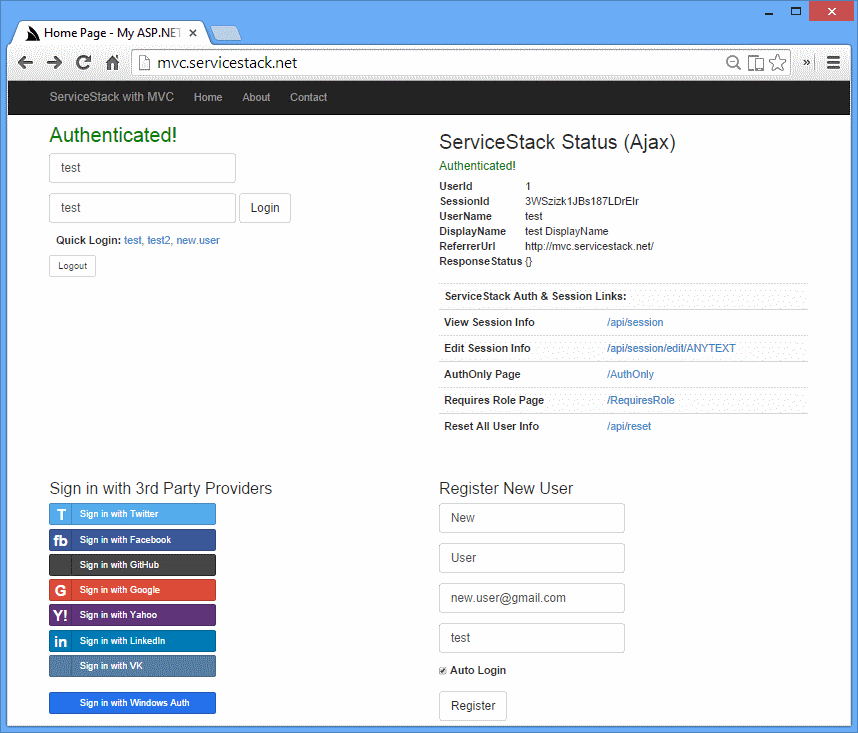 Home Page - My ASP.NET
mvc.servicestack.net
ServiceStack with MVC Home About Contact
Authenticated!
test
test Login
Quick Login: test, test2, new.user
Logout
ServiceStack Status (Ajax)
Authenticated!
UserId 1
SessionId 3WSzizk1JBs187LDrEIr
UserName test
DisplayName test DisplayName
ReferrerUrl http://mvc.servicestack.net/
ResponseStatus {}
ServiceStack Auth & Session Links:
View Session Info /api/session
Edit Session Info /api/session/edit/ANYTEXT
AuthOnly Page /AuthOnly
Requires Role Page /RequiresRole
Reset All User Info /api/reset
Sign in with 3rd Party Providers
T Sign in with Twitter
fb Sign in with Facebook
Sign in with GitHub
G Sign in with Google
Y! Sign in with Yahoo
in Sign in with LinkedIn
Sign in with VK
Sign in with Windows Auth
Register New User
New
User
new.user@gmail.com
test
Auto Login
Register